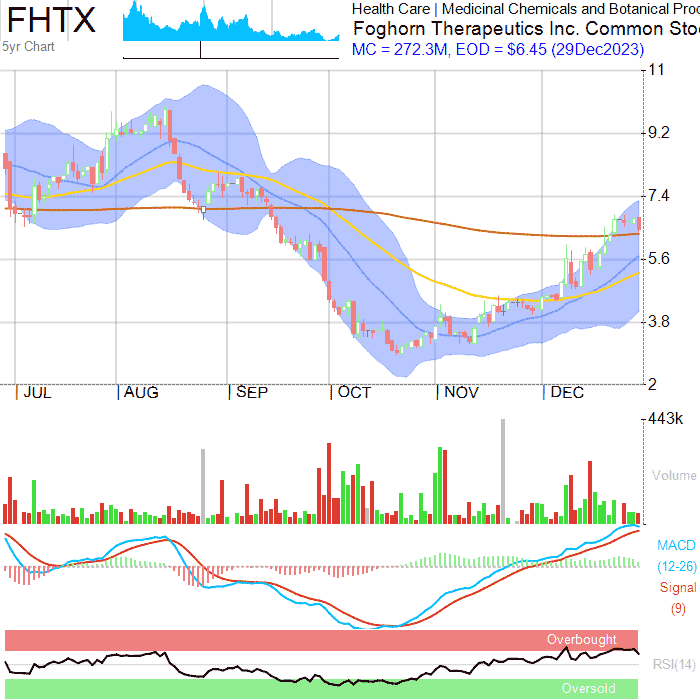 FHTX
5yr Chart
Health Care | Medicinal Chemicals and Botanical Proc
Foghorn Therapeutics Inc. Common Sto
MC = 272.3M, EOD = $6.45 (29Dec2023)
11
9.2
7.4
5.6
3.8
2
JUL AUG SEP OCT NOV DEC
443k
Volume
MACD
(12-26)
Signal
(9)
Overbought
RSI(14)
Oversold